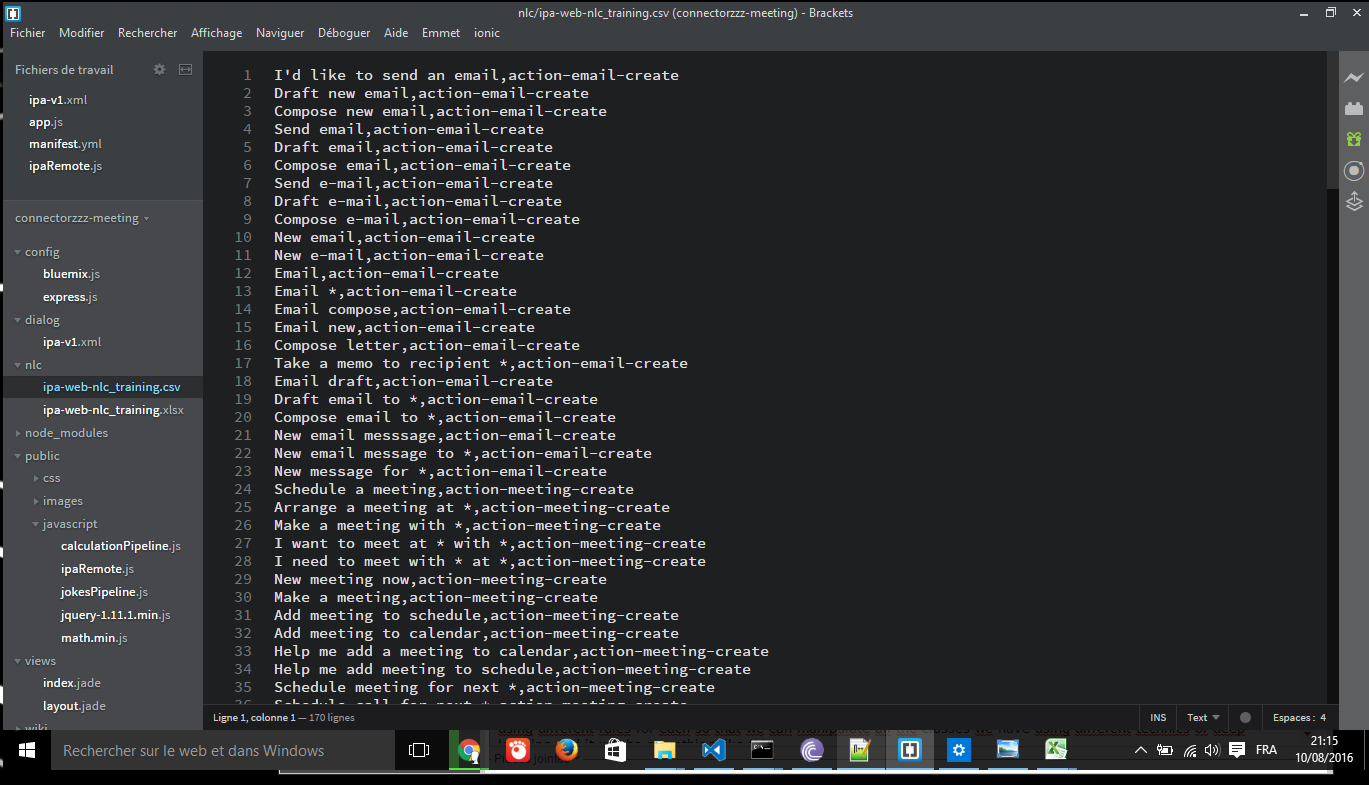 nlc/ipa-web-nlc_training.csv (connectorzzz-meeting) - Brackets
Fichier Modifier Rechercher Affichage Naviguer Déboguer Aide Emmet ionic
Fichiers de travail
ipa-v1.xml
app.js
manifest.yml
ipaRemote.js
connectorzzz-meeting
config
bluemix.js
express.js
dialog
ipa-v1.xml
nlc
ipa-web-nlc_training.csv
ipa-web-nlc_training.xlsx
node_modules
public
css
images
javascript
calculationPipeline.js
ipaRemote.js
jokesPipeline.js
jquery-1.11.1.min.js
math.min.js
views
index.jade
layout.jade
wiki
1 I'd like to send an email,action-email-create
2 Draft new email,action-email-create
3 Compose new email,action-email-create
4 Send email,action-email-create
5 Draft email,action-email-create
6 Compose email,action-email-create
7 Send e-mail,action-email-create
8 Draft e-mail,action-email-create
9 Compose e-mail,action-email-create
10 New email,action-email-create
11 New e-mail,action-email-create
12 Email,action-email-create
13 Email *,action-email-create
14 Email compose,action-email-create
15 Email new,action-email-create
16 Compose letter,action-email-create
17 Take a memo to recipient *,action-email-create
18 Email draft,action-email-create
19 Draft email to *,action-email-create
20 Compose email to *,action-email-create
21 New email messsage,action-email-create
22 New email message to *,action-email-create
23 New message for *,action-email-create
24 Schedule a meeting,action-meeting-create
25 Arrange a meeting at *,action-meeting-create
26 Make a meeting with *,action-meeting-create
27 I want to meet at * with *,action-meeting-create
28 I need to meet with * at *,action-meeting-create
29 New meeting now,action-meeting-create
30 Make a meeting,action-meeting-create
31 Add meeting to schedule,action-meeting-create
32 Add meeting to calendar,action-meeting-create
33 Help me add a meeting to calendar,action-meeting-create
34 Help me add meeting to schedule,action-meeting-create
35 Schedule meeting for next *,action-meeting-create
36 Schedule call for next *,action-meeting-create
Ligne 1, colonne 1 — 170 lignes
INS Text Espaces : 4
Rechercher sur le web et dans Windows
FRA
21:15
10/08/2016